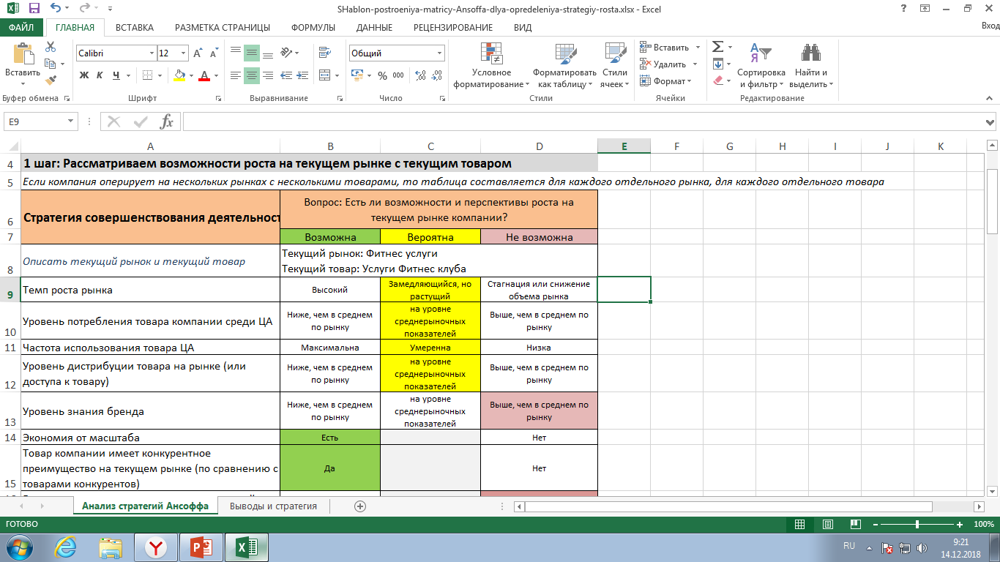 SHablon-postroeniya-matricy-Ansoffa-dlya-opredeleniya-strategiy-rosta.xlsx - Excel
ФАЙЛ ГЛАВНАЯ ВСТАВКА РАЗМЕТКА СТРАНИЦЫ ФОРМУЛЫ ДАННЫЕ РЕЦЕНЗИРОВАНИЕ ВИД Вход
Вставить
Буфер обмена
Calibri 12
Ж К Ч А
Шрифт
Выравнивание
Общий
% 000
Число
Условное форматирование
Форматировать как таблицу
Стили ячеек
Стили
Вставить
Удалить
Формат
Ячейки
Сортировка и фильтр
Найти и выделить
Редактирование
E9 fx
A B C D E F G H I J K
4 1 шаг: Рассматриваем возможности роста на текущем рынке с текущим товаром
5 Если компания оперирует на нескольких рынках с несколькими товарами, то таблица составляется для каждого отдельного рынка, для каждого отдельного товара
6 Стратегия совершенствования деятельност
Вопрос: Есть ли возможности и перспективы роста на
текущем рынке компании?
7 Возможна Вероятна Не возможна
8 Описать текущий рынок и текущий товар
Текущий рынок: Фитнес услуги
Текущий товар: Услуги Фитнес клуба
9 Темп роста рынка
Высокий
Замедляющийся, но
растущий
Стагнация или снижение
объема рынка
10 Уровень потребления товара компании среди ЦА
Ниже, чем в среднем
по рынку
на уровне
среднерыночных
показателей
Выше, чем в среднем по
рынку
11 Частота использования товара ЦА Максимальна Умеренна Низка
12 Уровень дистрибуции товара на рынке (или
доступа к товару)
Ниже, чем в среднем
по рынку
на уровне
среднерыночных
показателей
Выше, чем в среднем по
рынку
13 Уровень знания бренда
Ниже, чем в среднем
по рынку
на уровне
среднерыночных
показателей
Выше, чем в среднем по
рынку
14 Экономия от масштаба Есть Нет
15 Товар компании имеет конкурентное
преимущество на текущем рынке (по сравнению с
товарами конкурентов)
Да Нет
Анализ стратегий Ансоффа Выводы и стратегия
ГОТОВО 100%
RU 9:21
14.12.2018